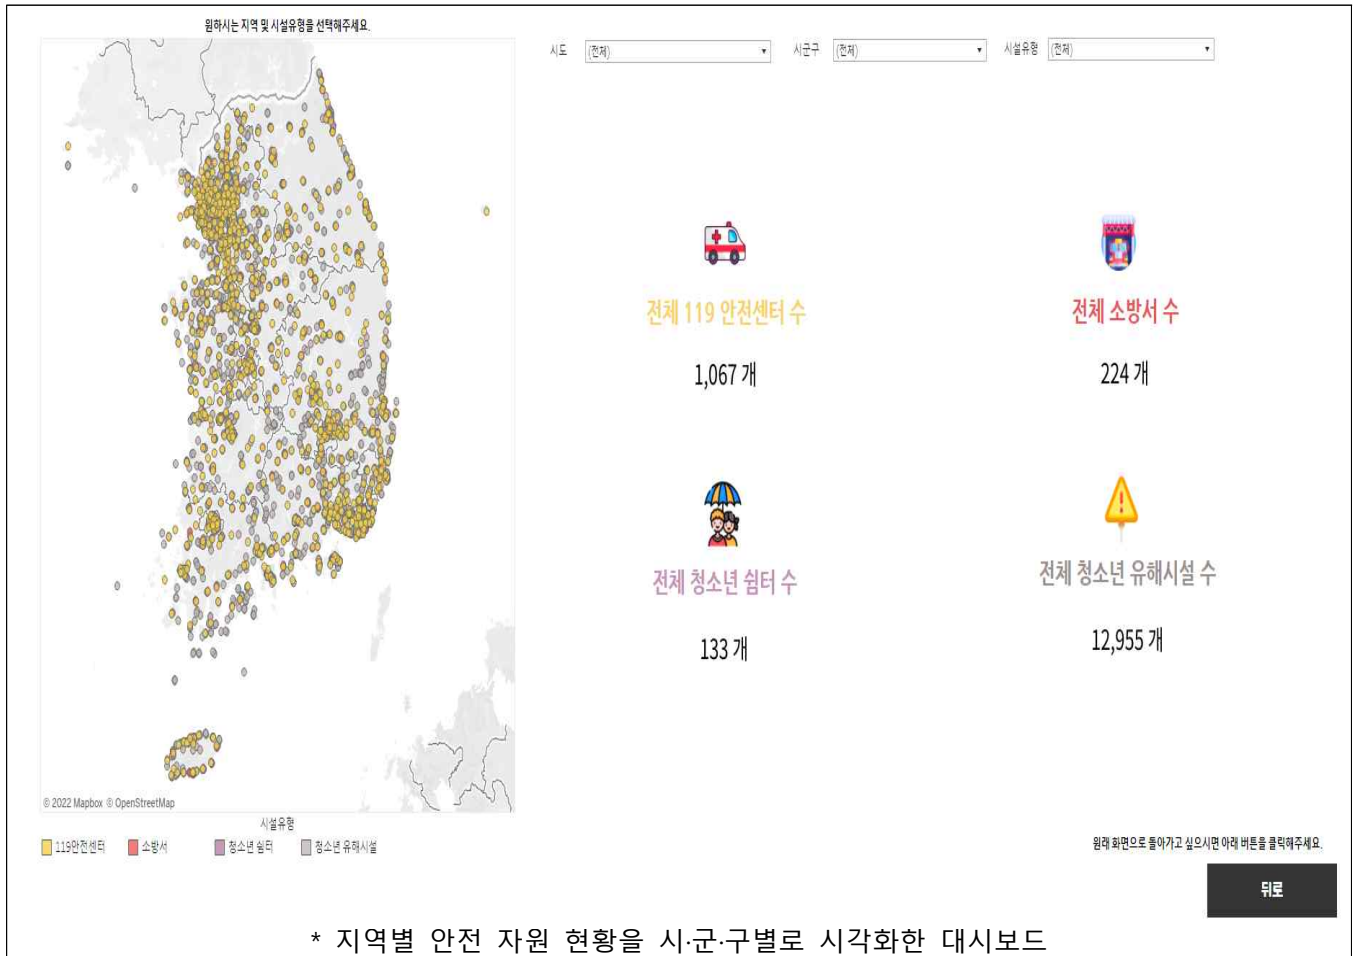 원하시는 지역 및 시설유형을 선택해주세요.
시도 (전체) 시군구 (전체) 시설유형 (전체)
전체 119 안전센터 수
1,067 개
전체 소방서 수
224 개
전체 청소년 쉼터 수
133 개
전체 청소년 유해시설 수
12,955 개
© 2022 Mapbox © OpenStreetMap
시설유형
119안전센터 소방서 청소년 쉼터 청소년 유해시설
원래 화면으로 돌아가고 싶으시면 아래 버튼을 클릭해주세요.
뒤로
* 지역별 안전 자원 현황을 시·군·구별로 시각화한 대시보드